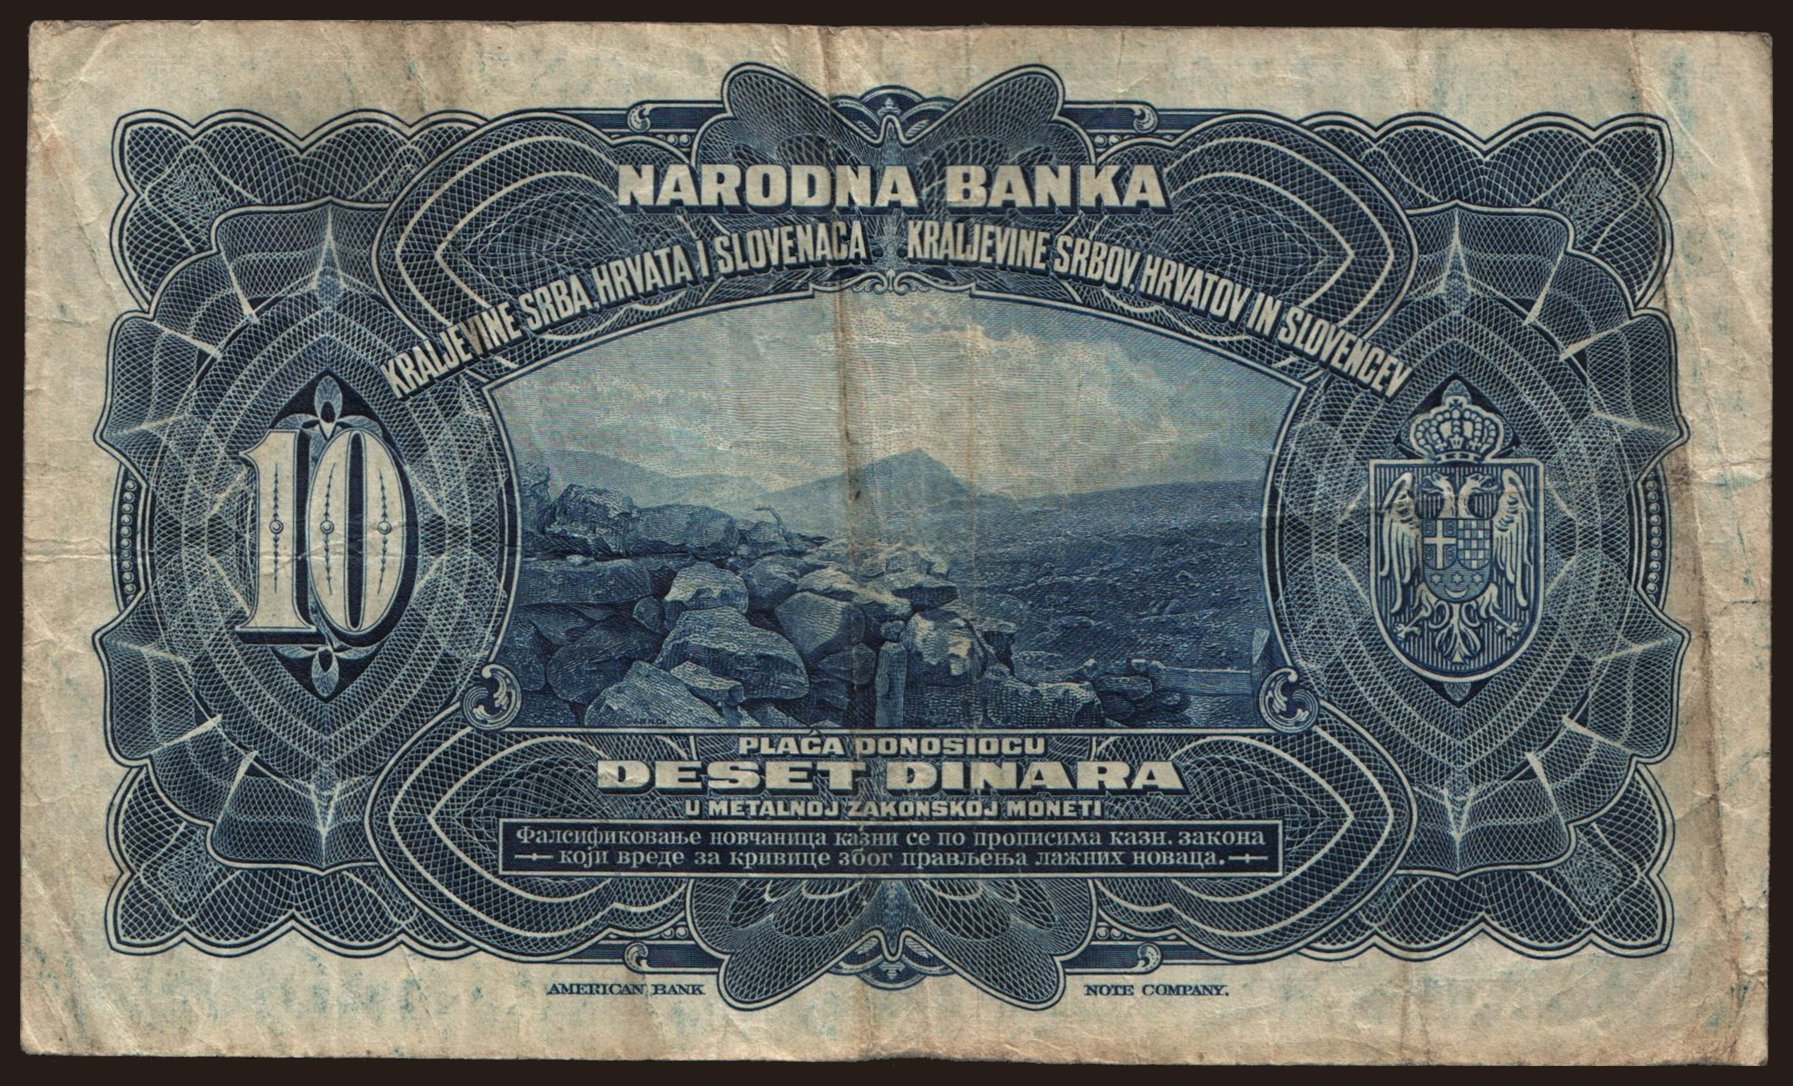 NARODNA BANKA
KRALJEVINE SRBA, HRVATA I SLOVENACA KRALJEVINE SRBOV, HRVATOV IN SLOVENCEV
10
PLAĆA DONOSIOCU
DESET DINARA
U METALNOJ ZAKONSKOJ MONETI
Фалсификовање новчаница казни се по прописима казн. закона
који вреде за кривице због прављења лажних новаца.
AMERICAN BANK NOTE COMPANY.